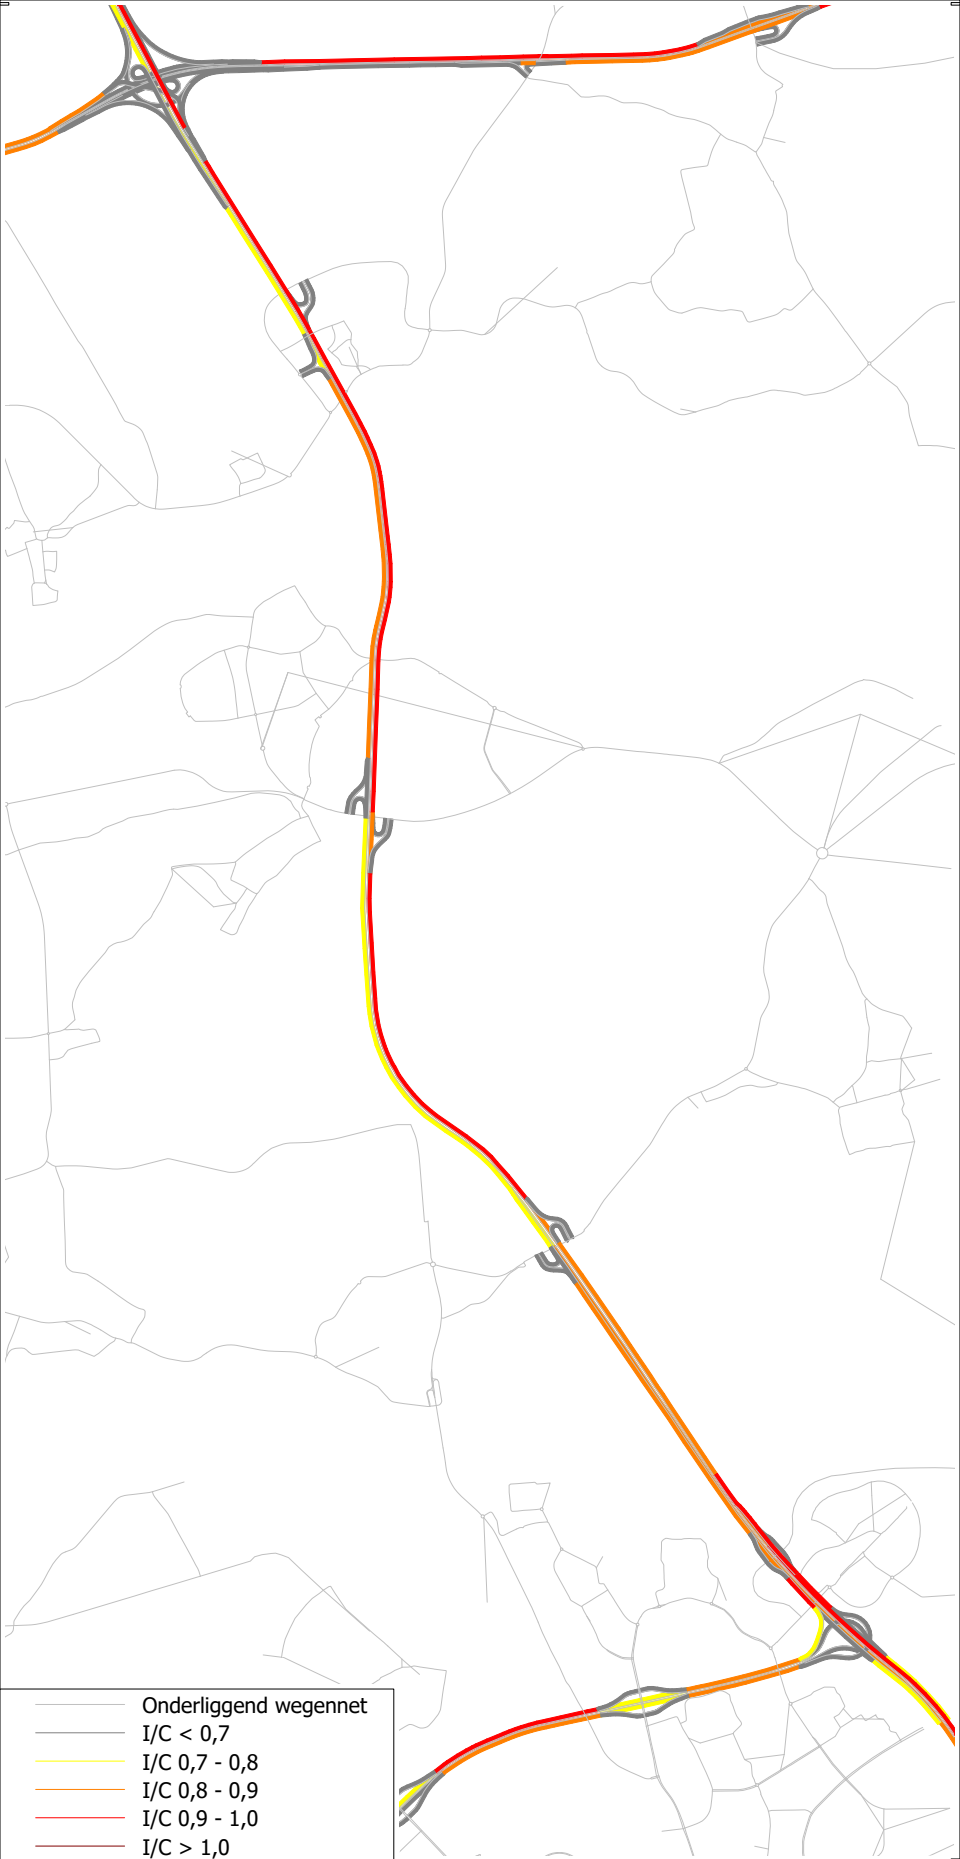 Onderliggend wegennet
I/C < 0,7
I/C 0,7 - 0,8
I/C 0,8 - 0,9
I/C 0,9 - 1,0
I/C > 1,0